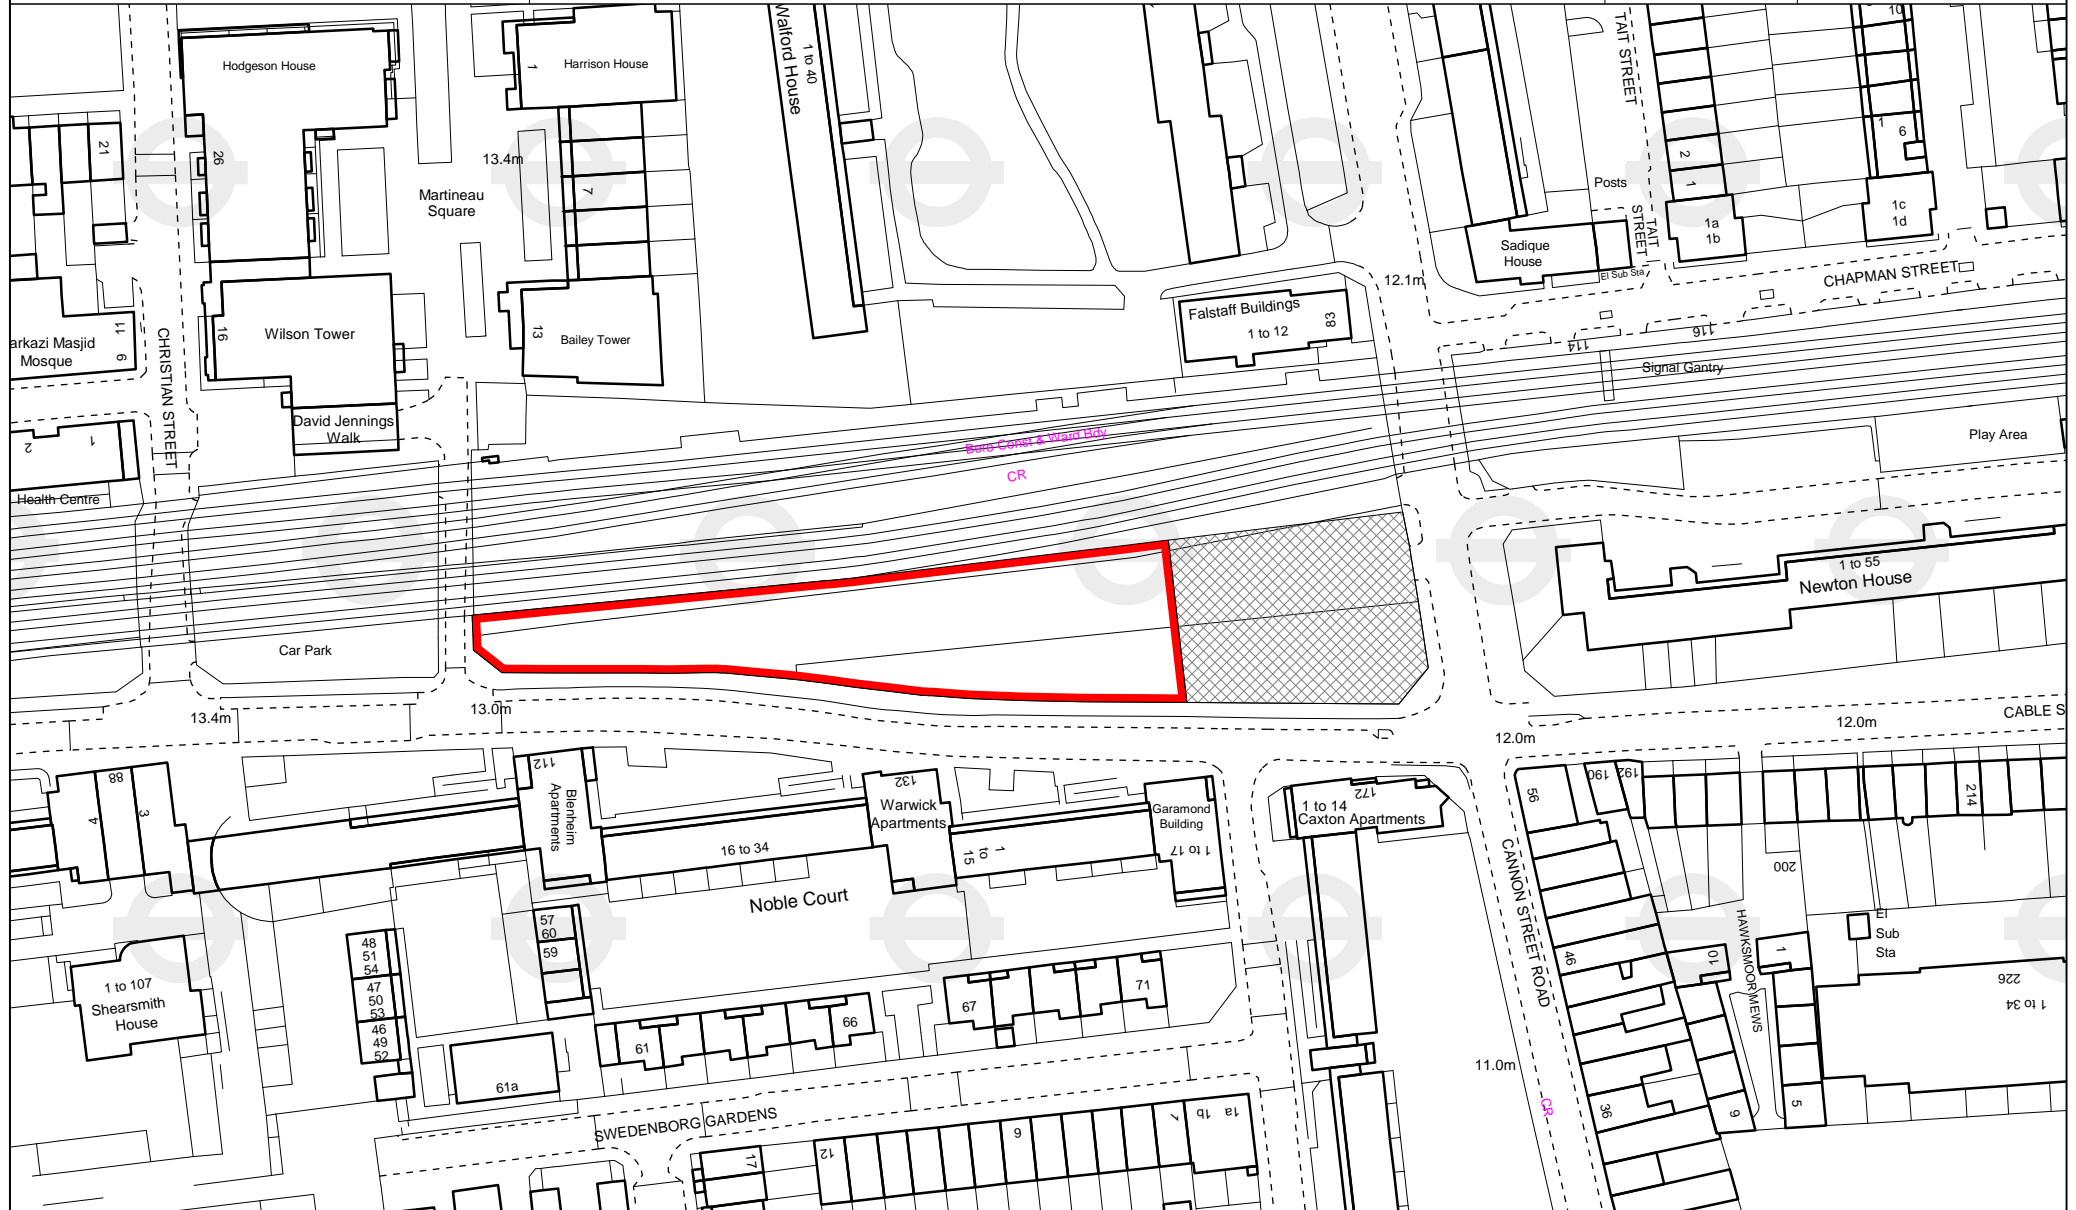 Hodgeson House
Harrison House
1
Walford House
1 to 40
TAIT STREET
10
21
26
13.4m
Martineau
Square
7
1
6
2
1
Posts
TAIT
STREET
1a
1b
1c
1d
Sadique
House
El Sub Sta
12.1m
CHAPMAN STREET
Falstaff Buildings
1 to 12
83
116
114
Signal Gantry
11
9
arkazi Masjid
Mosque
CHRISTIAN STREET
16
Wilson Tower
13
Bailey Tower
David Jennings
Walk
2
1
Health Centre
Boro Const & Ward Bdy
CR
Play Area
1 to 55
Newton House
Car Park
13.4m
13.0m
12.0m
12.0m
CABLE S
88
4
3
112
Blenheim
Apartments
132
Warwick
Apartments
Garamond
Building
1 to 17
172
1 to 14
Caxton Apartments
56
190
192
214
16 to 34
1
to
15
Noble Court
200
CANNON STREET ROAD
HAWKSMOOR MEWS
El
Sub
Sta
57
60
59
48
51
54
47
50
53
46
49
52
1 to 107
Shearsmith
House
46
10
1
226
1 to 34
67
71
66
61
61a
11.0m
CR
36
9
5
SWEDENBORG GARDENS
17
12
9
7
1b
1a